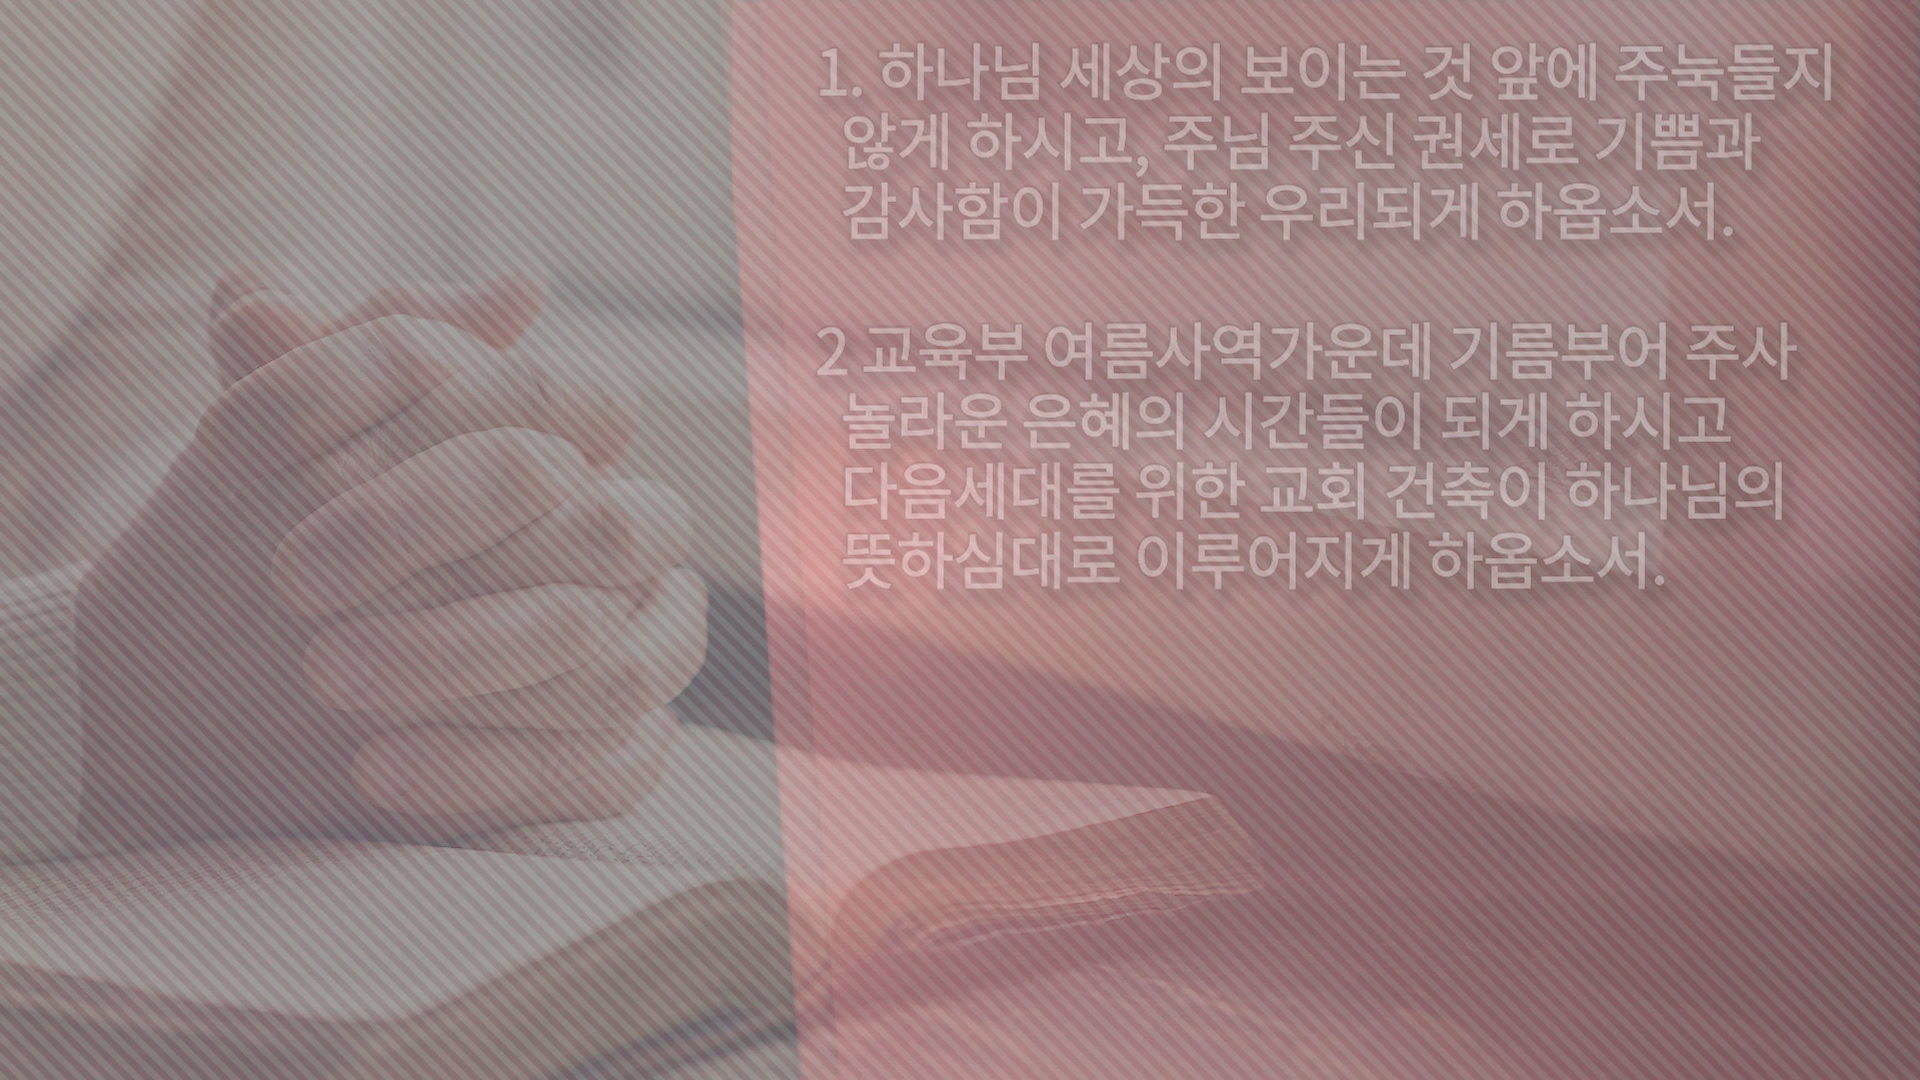 1. 하나님 세상의 보이는 것 앞에 주눅들지
않게 하시고, 주님 주신 권세로 기쁨과
감사함이 가득한 우리되게 하옵소서.
2 교육부 여름사역가운데 기름부어 주사
놀라운 은혜의 시간들이 되게 하시고
다음세대를 위한 교회 건축이 하나님의
뜻하심대로 이루어지게 하옵소서.